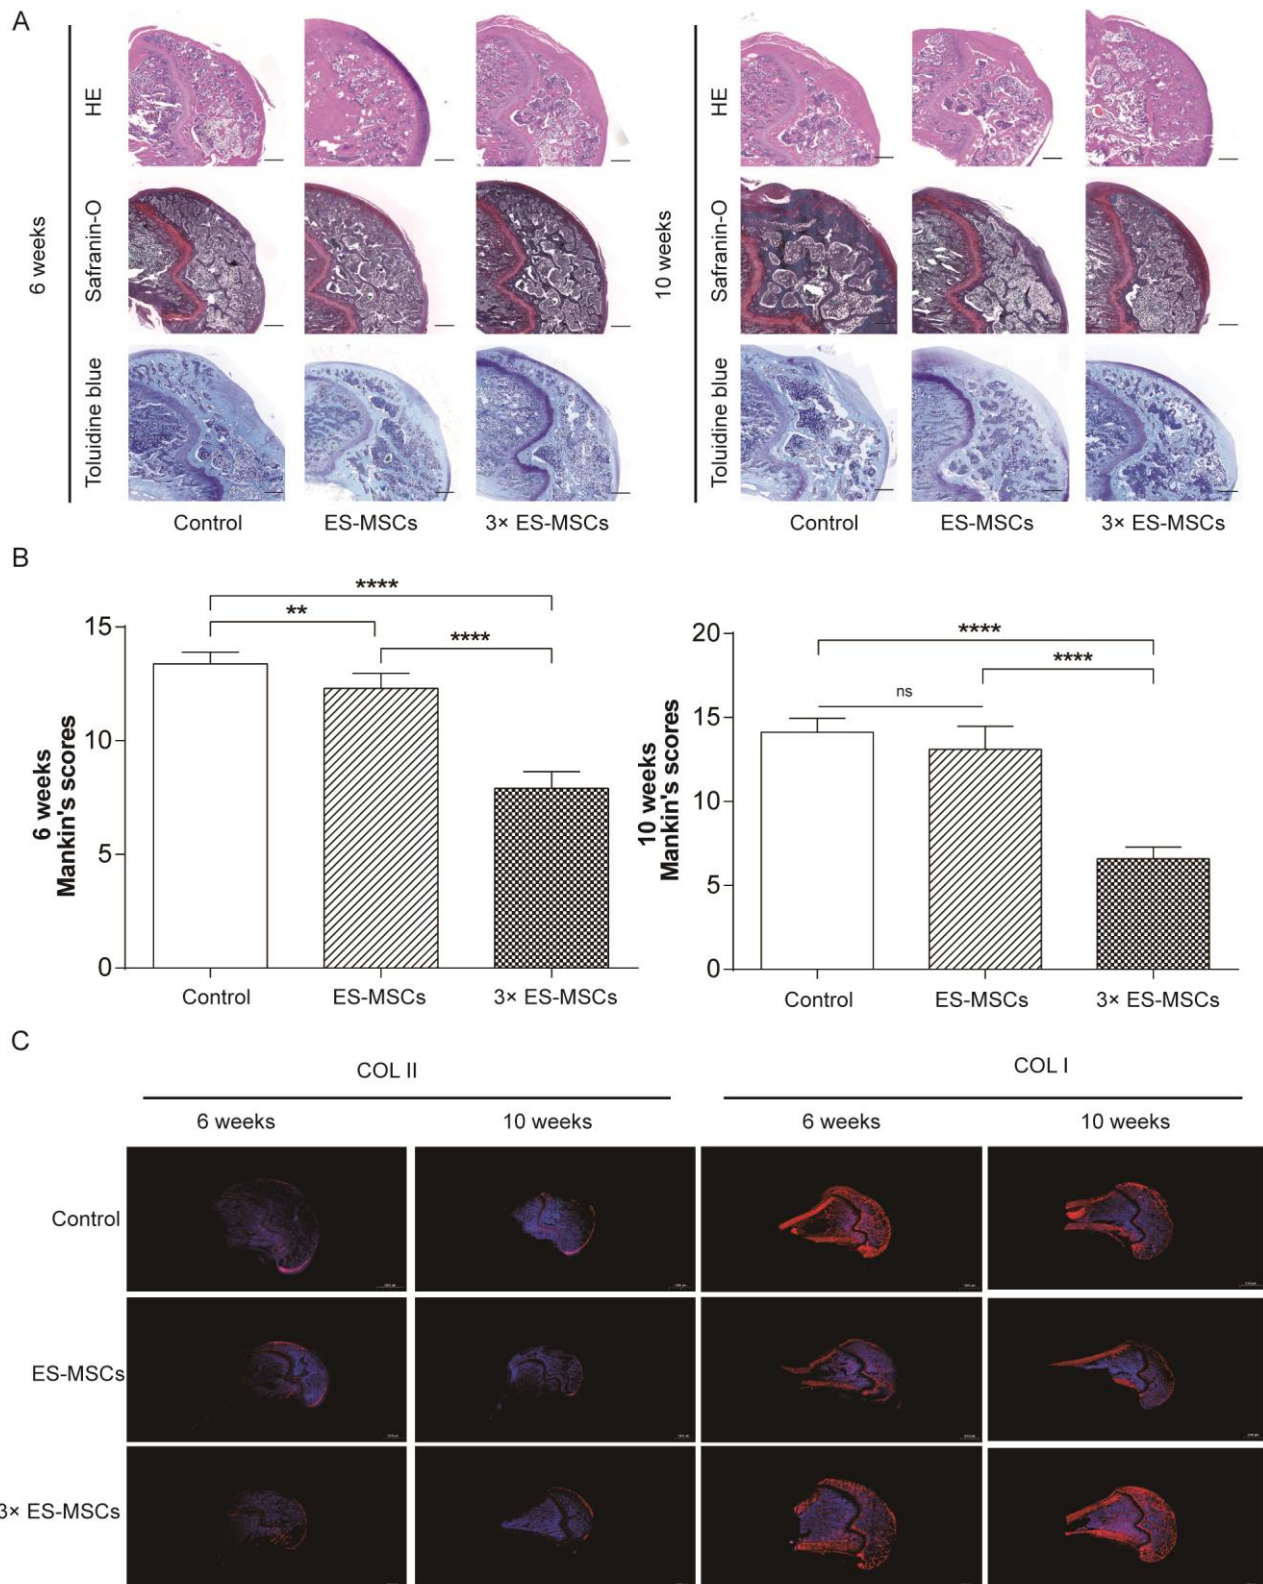 A
6 weeks
HE
Safranin-O
Toluidine blue
Control ES-MSCs 3× ES-MSCs
10 weeks
HE
Safranin-O
Toluidine blue
Control ES-MSCs 3× ES-MSCs
B
****
**
****
15
10
5
0
6 weeks
Mankin's scores
Control ES-MSCs 3× ES-MSCs
****
****
ns
20
15
10
5
0
10 weeks
Mankin's scores
Control ES-MSCs 3× ES-MSCs
C
COL II COL I
6 weeks 10 weeks 6 weeks 10 weeks
Control
ES-MSCs
3× ES-MSCs